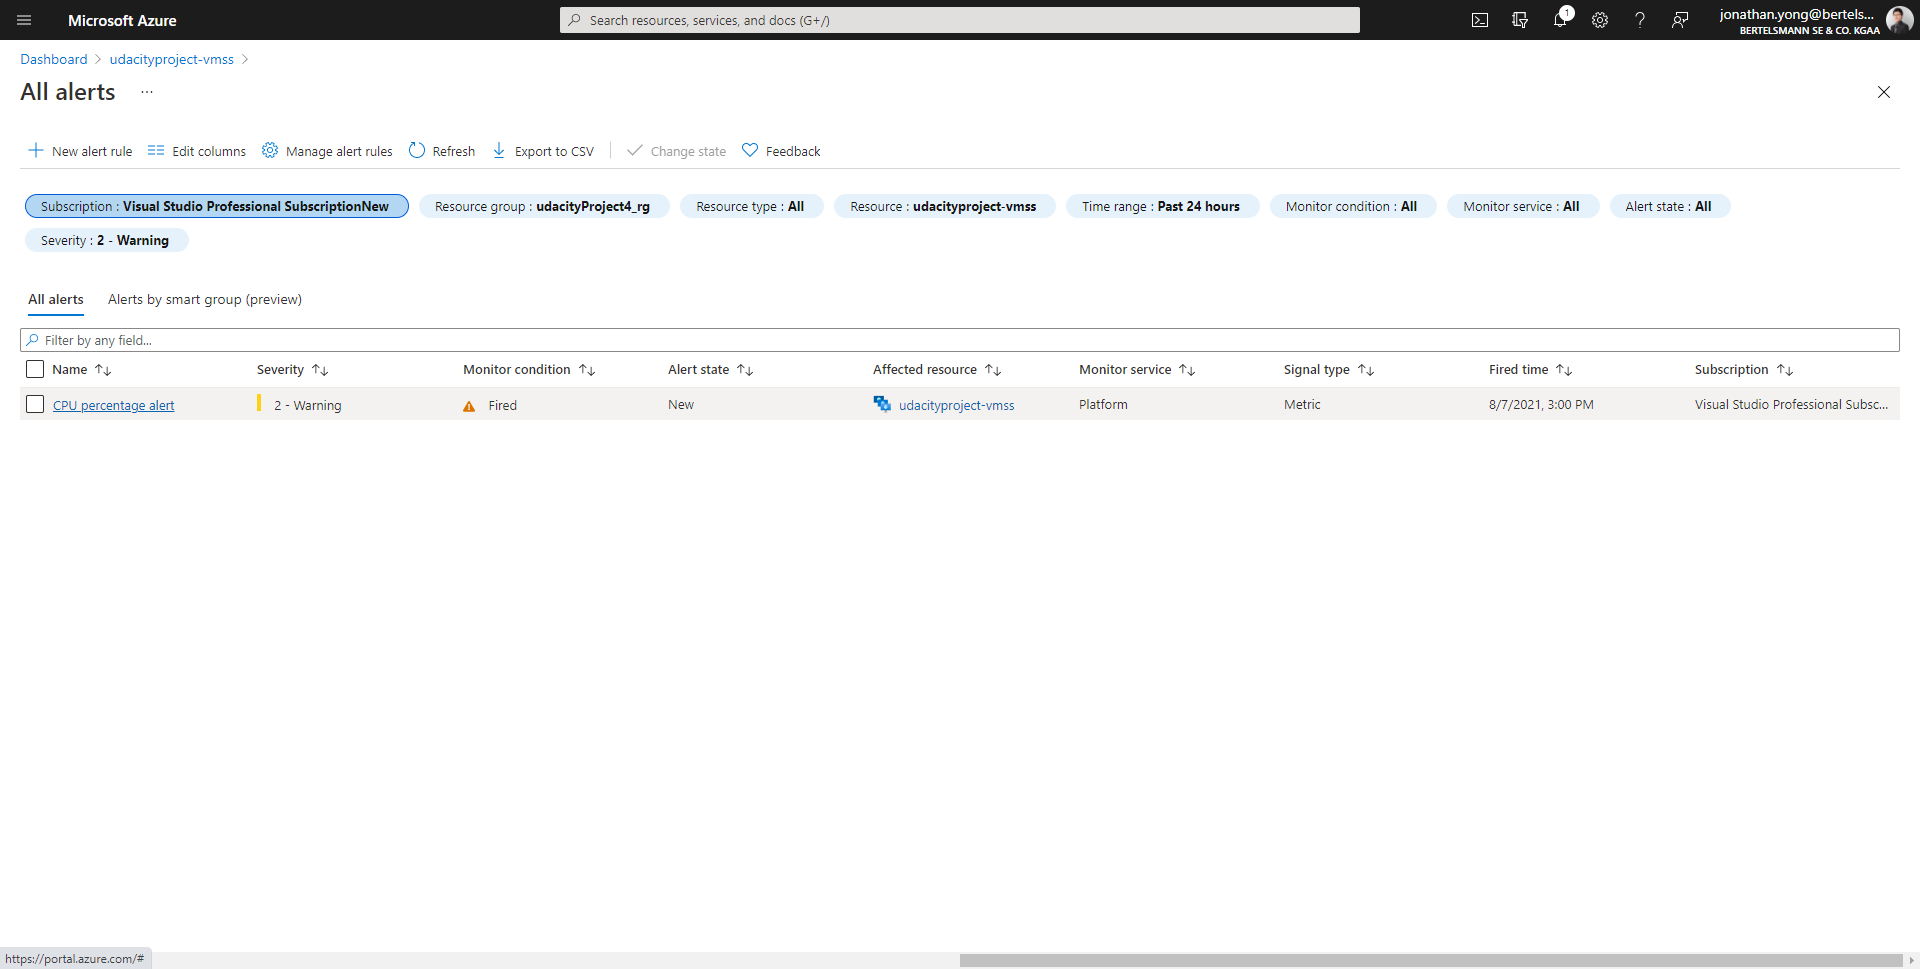 Microsoft Azure
Search resources, services, and docs (G+/)
1
jonathan.yong@bertels...
BERTELSMANN SE & CO. KGAA
Dashboard > udacityproject-vmss >
All alerts ...
New alert rule Edit columns Manage alert rules Refresh Export to CSV Change state Feedback
Subscription : Visual Studio Professional SubscriptionNew Resource group : udacityProject4_rg Resource type : All Resource : udacityproject-vmss Time range : Past 24 hours Monitor condition : All Monitor service : All Alert state : All
Severity : 2 - Warning
All alerts Alerts by smart group (preview)
Filter by any field...
Name ↑↓ Severity ↑↓ Monitor condition ↑↓ Alert state ↑↓ Affected resource ↑↓ Monitor service ↑↓ Signal type ↑↓ Fired time ↑↓ Subscription ↑↓
CPU percentage alert 2 - Warning Fired New udacityproject-vmss Platform Metric 8/7/2021, 3:00 PM Visual Studio Professional Subsc...
https://portal.azure.com/#